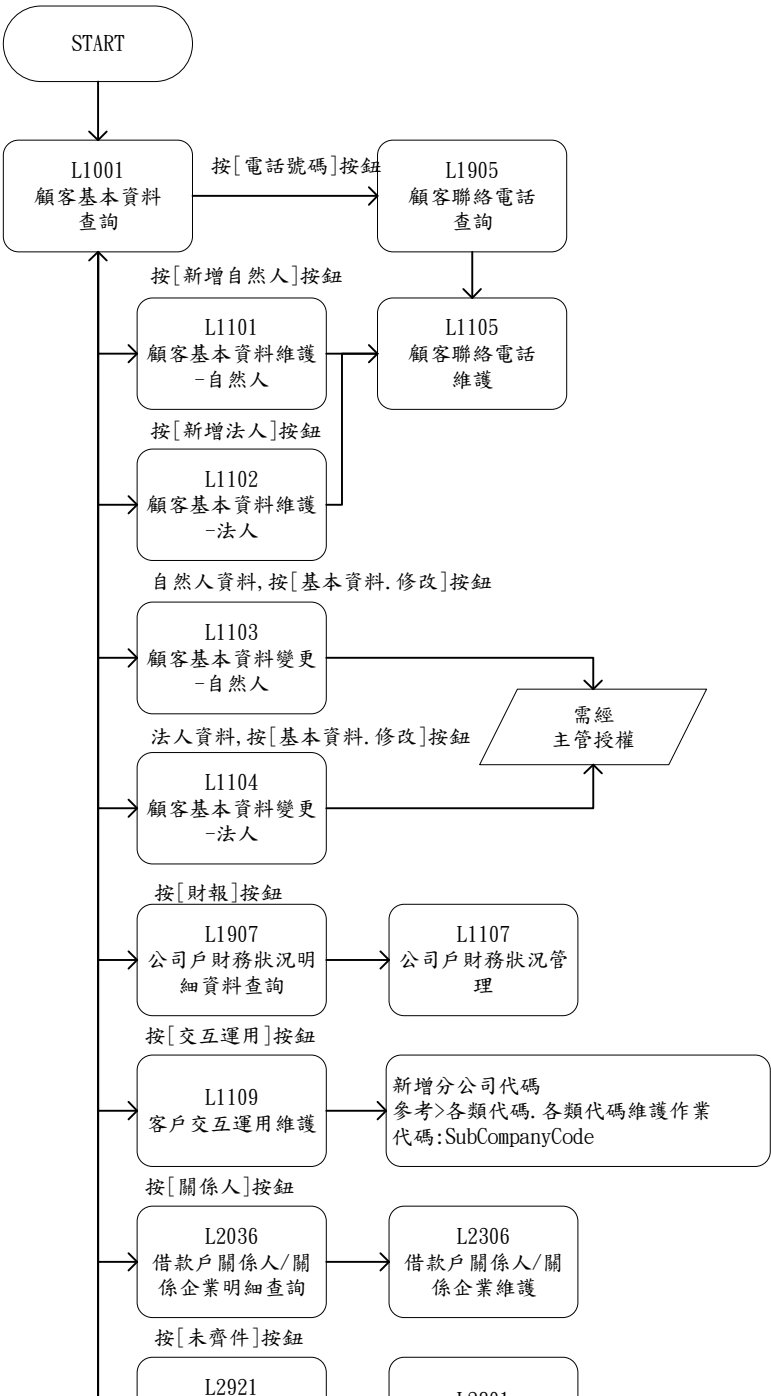 START
L1001
顧客基本資料
查詢
按[電話號碼]按鈕
L1905
顧客聯絡電話
查詢
按[新增自然人]按鈕
L1101
顧客基本資料維護
-自然人
L1105
顧客聯絡電話
維護
按[新增法人]按鈕
L1102
顧客基本資料維護
-法人
自然人資料,按[基本資料.修改]按鈕
L1103
顧客基本資料變更
-自然人
需經
主管授權
法人資料,按[基本資料.修改]按鈕
L1104
顧客基本資料變更
-法人
按[財報]按鈕
L1907
公司戶財務狀況明
細資料查詢
L1107
公司戶財務狀況管
理
按[交互運用]按鈕
L1109
客戶交互運用維護
新增分公司代碼
參考>各類代碼.各類代碼維護作業
代碼:SubCompanyCode
按[關係人]按鈕
L2036
借款戶關係人/關
係企業明細查詢
L2306
借款戶關係人/關
係企業維護
按[未齊件]按鈕
L2921